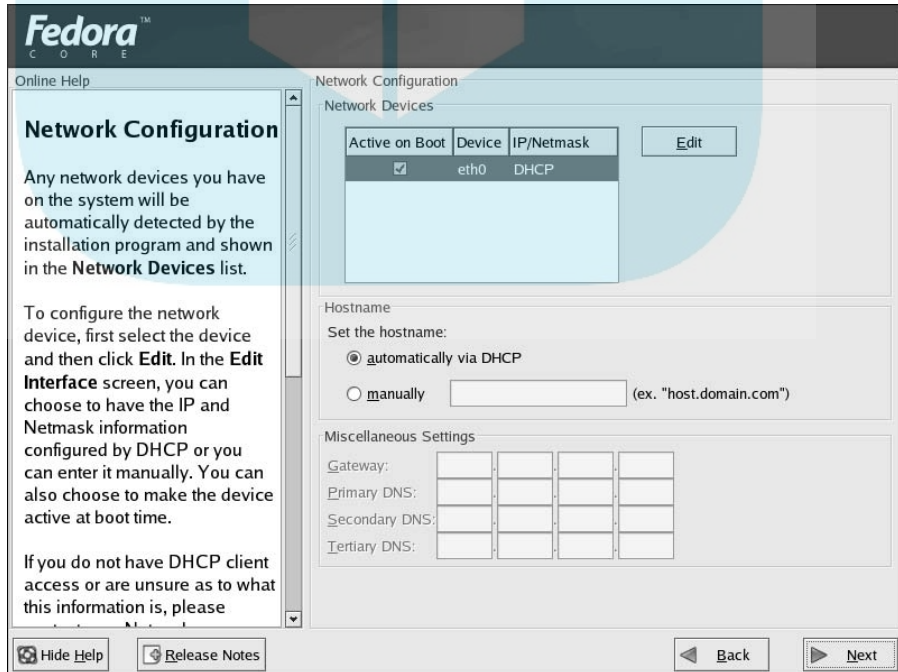 Fedora™
CORE
Online Help
Network Configuration
Any network devices you have
on the system will be
automatically detected by the
installation program and shown
in the Network Devices list.
To configure the network
device, first select the device
and then click Edit. In the Edit
Interface screen, you can
choose to have the IP and
Netmask information
configured by DHCP or you
can enter it manually. You can
also choose to make the device
active at boot time.
If you do not have DHCP client
access or are unsure as to what
this information is, please
Network Configuration
Network Devices
Active on Boot Device IP/Netmask
eth0 DHCP
Edit
Hostname
Set the hostname:
automatically via DHCP
manually (ex. "host.domain.com")
Miscellaneous Settings
Gateway: . . .
Primary DNS: . . .
Secondary DNS: . . .
Tertiary DNS: . . .
Hide Help
Release Notes
Back
Next